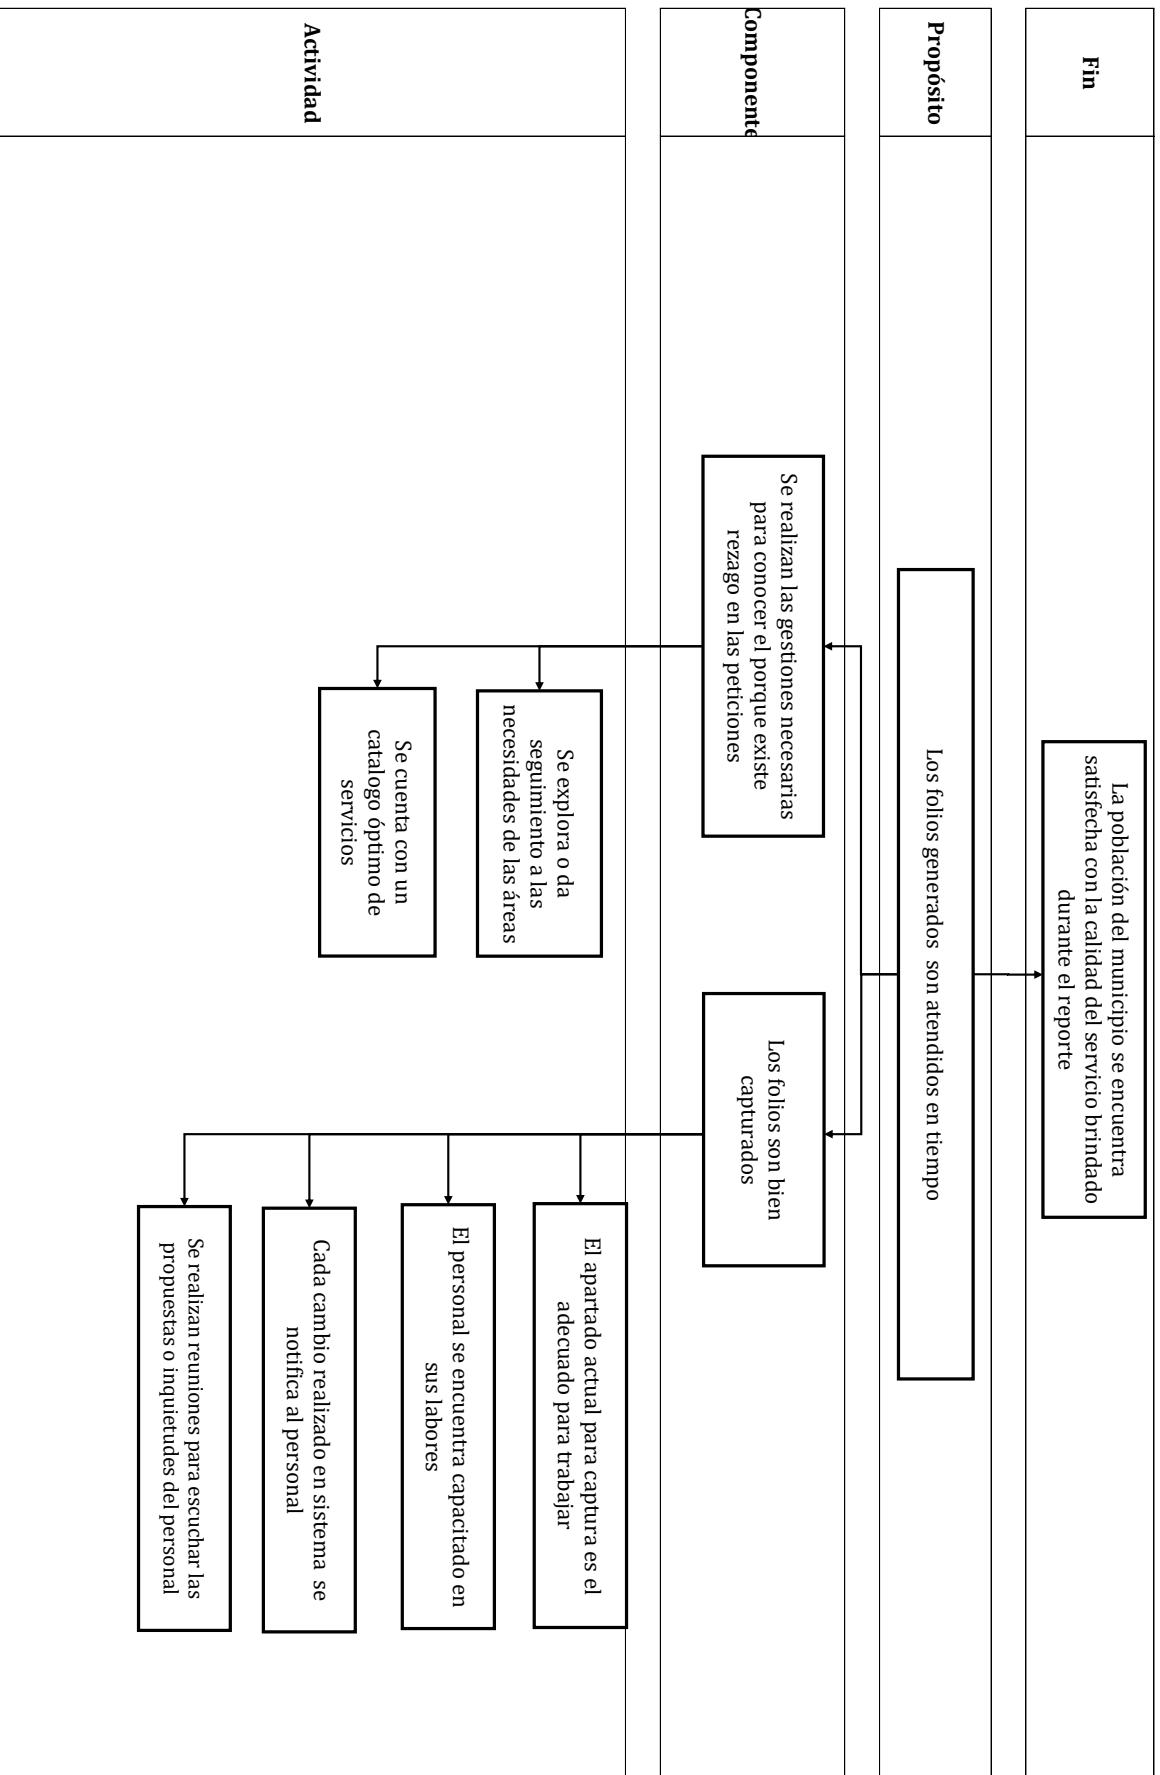 Fin
La población del municipio se encuentra
satisfecha con la calidad del servicio brindado
durante el reporte
Propósito
Los folios generados son atendidos en tiempo
Componente
Se realizan las gestiones necesarias
para conocer el porque existe
rezago en las peticiones
Los folios son bien
capturados
Actividad
Se explora o da
seguimiento a las
necesidades de las áreas
Se cuenta con un
catalogo óptimo de
servicios
El apartado actual para captura es el
adecuado para trabajar
El personal se encuentra capacitado en
sus labores
Cada cambio realizado en sistema se
notifica al personal
Se realizan reuniones para escuchar las
propuestas o inquietudes del personal